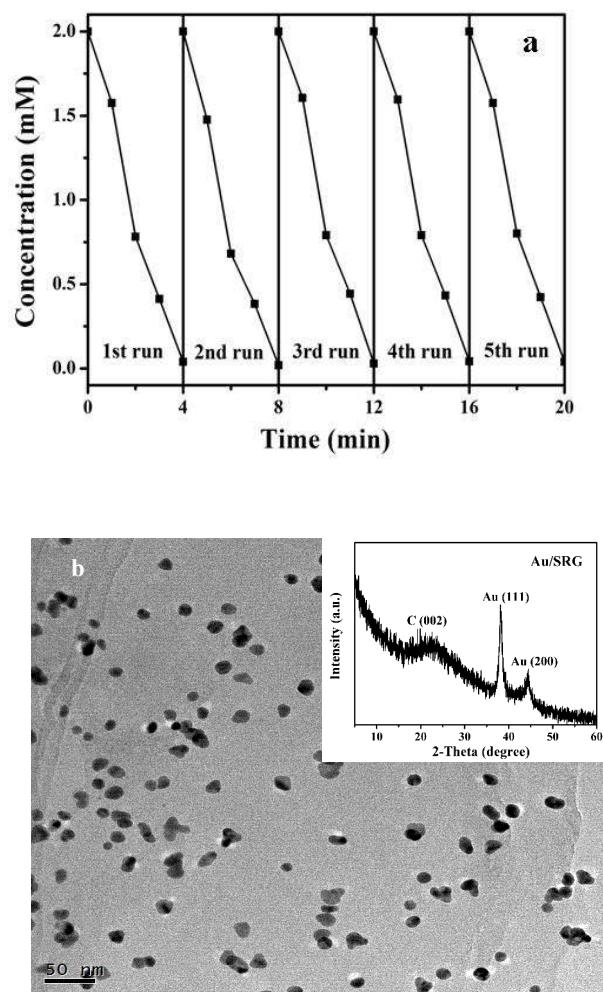 a
2.0
1.5
1.0
0.5
0.0
Concentration (mM)
1st run 2nd run 3rd run 4th run 5th run
0 4 8 12 16 20
Time (min)
b
Au/SRG
Au (111)
C (002)
Au (200)
Intensity (a.u.)
10 20 30 40 50 60
2-Theta (degree)
50 nm